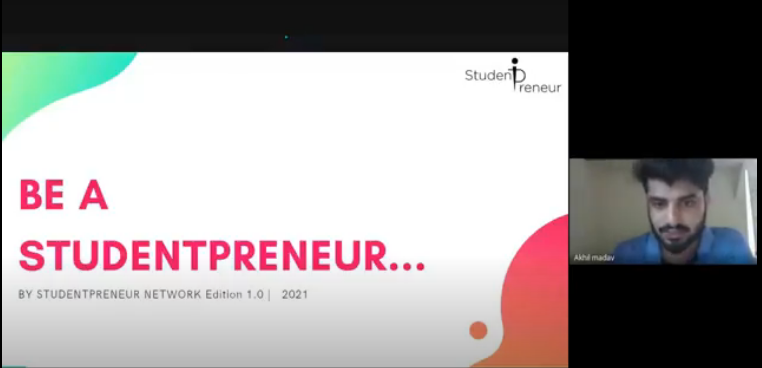 Studentpreneur
BE A
STUDENTPRENEUR...
BY STUDENTPRENEUR NETWORK Edition 1.0 | 2021
Akhil madav